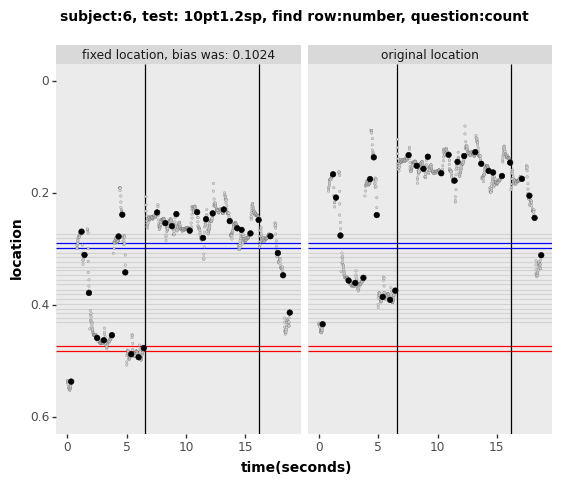 subject:6, test: 10pt1.2sp, find row:number, question:count
fixed location, bias was: 0.1024
original location
0
0.2
0.4
0.6
location
0 5 10 15
0 5 10 15
time(seconds)